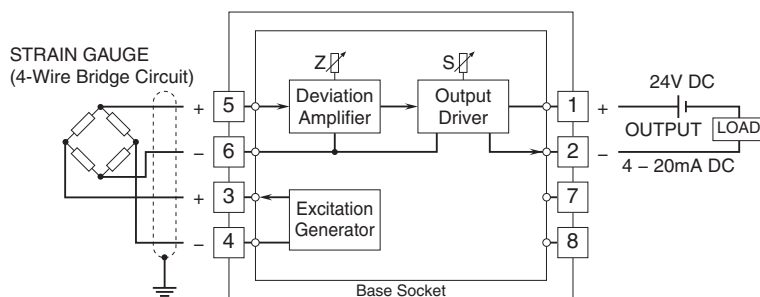 STRAIN GAUGE
(4-Wire Bridge Circuit)
Z
S
24V DC
+ 5
Deviation
Amplifier
Output
Driver
1 +
OUTPUT
LOAD
– 6
2 –
4 – 20mA DC
+ 3
Excitation
Generator
7
– 4
8
Base Socket